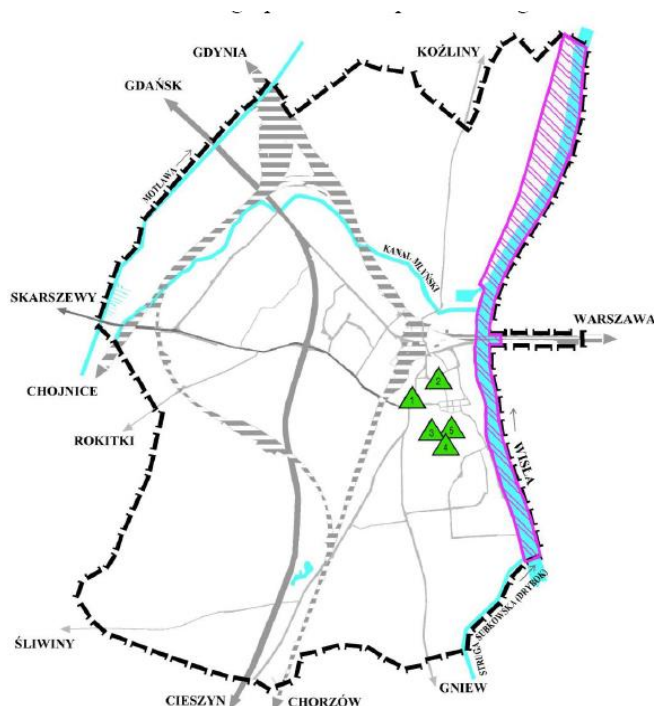 GDYNIA
KOŹLINY
GDAŃSK
MOTŁAWA
KANAŁ MŁYŃSKI
SKARSZEWY
WARSZAWA
CHOJNICE
2
1
ROKITKI
3
5
4
WISŁA
STRUGA SUBKOWSKA (DRYBOK)
ŚLIWINY
GNIEW
CIESZYN
CHORZÓW